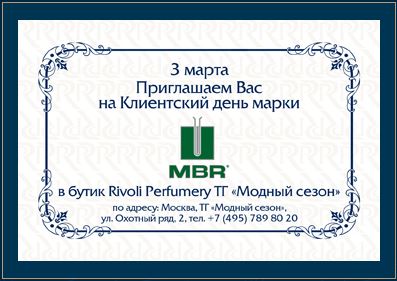 3 марта
Приглашаем Вас
на Клиентский день марки
MBR®
в бутик Rivoli Perfumery ТГ «Модный сезон»
по адресу: Москва, ТГ «Модный сезон»,
ул. Охотный ряд, 2, тел. +7 (495) 789 80 20